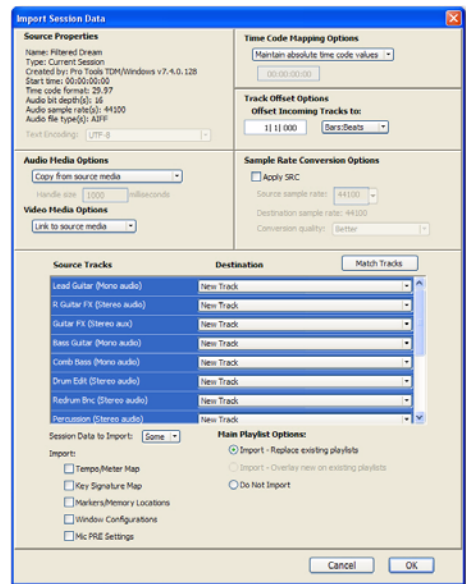 Import Session Data
Source Properties
Name: Filtered Dream
Type: Current Session
Created by: Pro Tools TDM/Windows v7.4.0.128
Start time: 00:00:00:00
Time code format: 29.97
Audio bit depth(s): 16
Audio sample rate(s): 44100
Audio file type(s): AIFF
Text Encoding: UTF-8
Time Code Mapping Options
Maintain absolute time code values
00:00:00:00
Track Offset Options
Offset Incoming Tracks to:
1| 1| 000 Bars:Beats
Audio Media Options
Copy from source media
Handle size 1000 milliseconds
Video Media Options
Link to source media
Sample Rate Conversion Options
Apply SRC
Source sample rate: 44100
Destination sample rate: 44100
Conversion quality: Better
Source Tracks Destination Match Tracks
Lead Guitar (Mono audio) New Track
R Guitar FX (Stereo audio) New Track
Guitar FX (Stereo aux) New Track
Bass Guitar (Mono audio) New Track
Comb Bass (Mono audio) New Track
Drum Edit (Stereo audio) New Track
Redrum Bnc (Stereo audio) New Track
Percussion (Stereo audio) New Track
Session Data to Import: Some
Import:
Tempo/Meter Map
Key Signature Map
Markers/Memory Locations
Window Configurations
Mic PRE Settings
Main Playlist Options:
Import - Replace existing playlists
Import - Overlay new on existing playlists
Do Not Import
Cancel OK